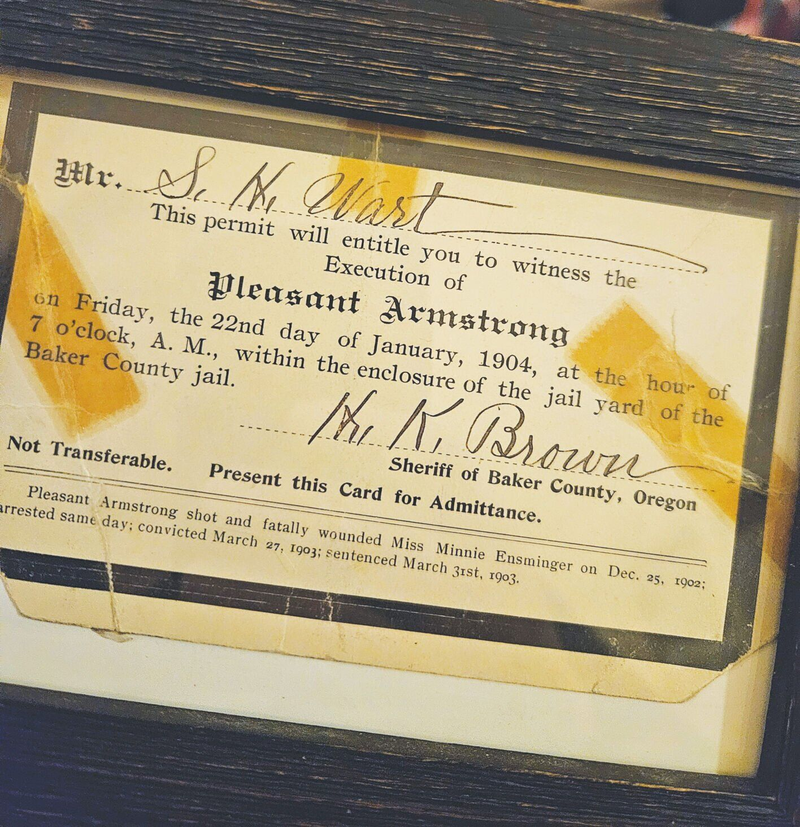 Mr. S. K. Wart
This permit will entitle you to witness the
Execution of
Pleasant Armstrong
on Friday, the 22nd day of January, 1904, at the hour of
7 o'clock, A. M., within the enclosure of the jail yard of the
Baker County jail.
H. K. Brown
Sheriff of Baker County, Oregon
Not Transferable. Present this Card for Admittance.
Pleasant Armstrong shot and fatally wounded Miss Minnie Ensminger on Dec. 25, 1902;
arrested same day; convicted March 27, 1903; sentenced March 31st, 1903.